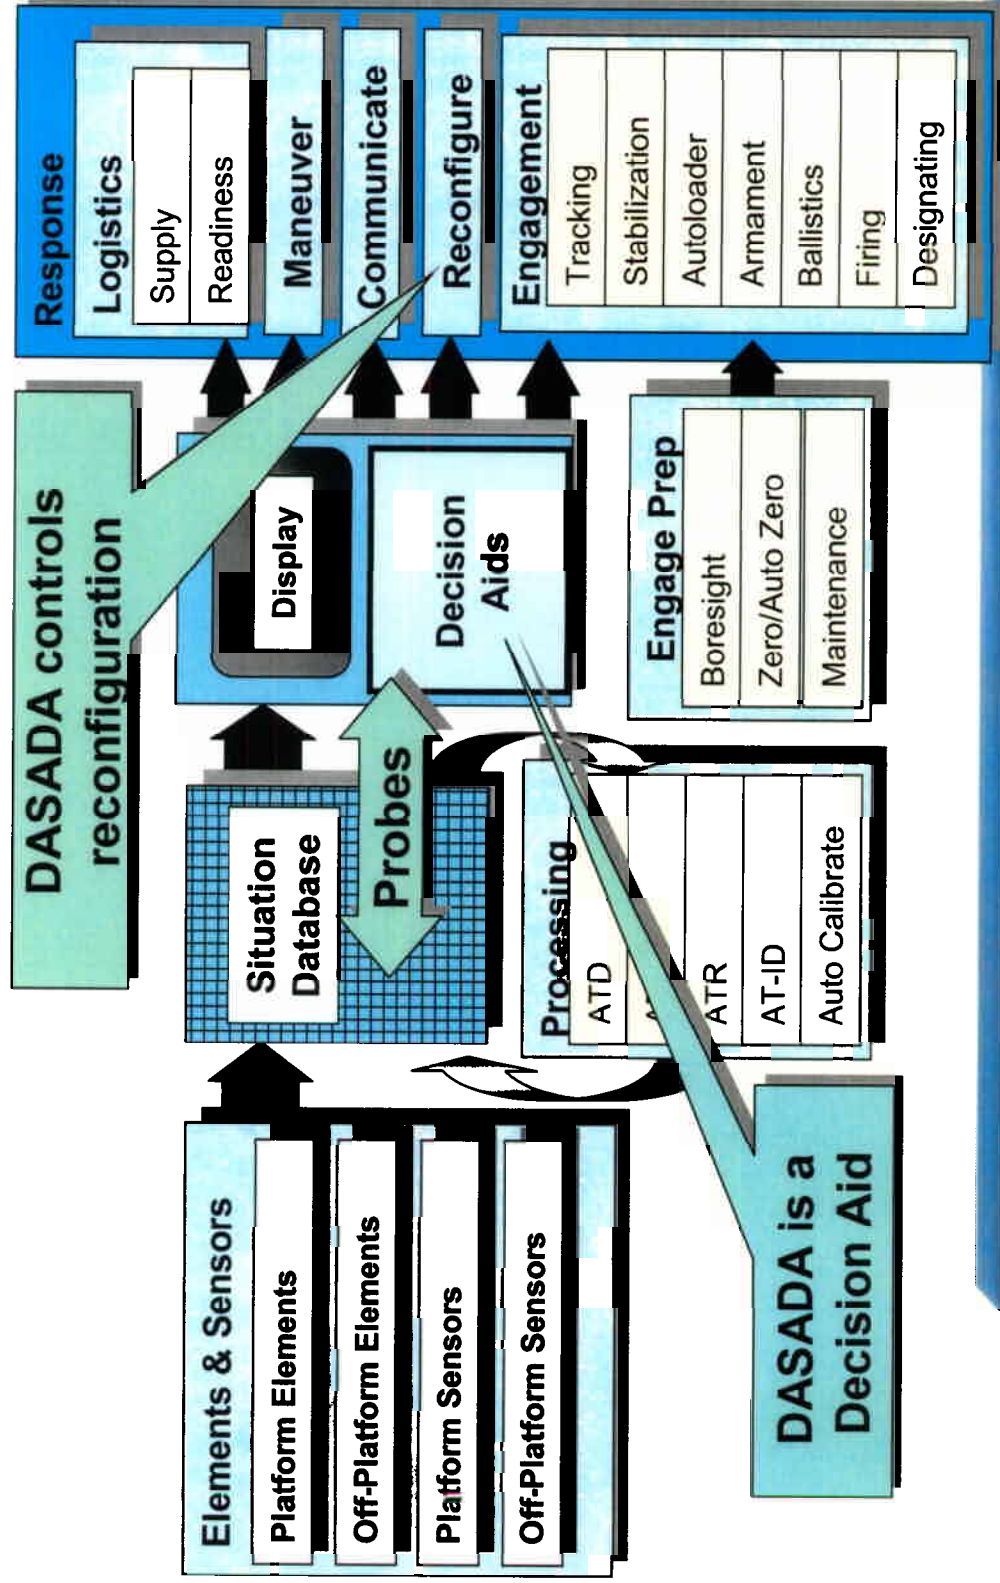 DASADA controls
reconfiguration
Elements & Sensors
Platform Elements
Off-Platform Elements
Platform Sensors
Off-Platform Sensors
Situation
Database
Probes
Display
Decision
Aids
Processing
ATD
ATR
AT-ID
Auto Calibrate
Engage Prep
Boresight
Zero/Auto Zero
Maintenance
Response
Logistics
Supply
Readiness
Maneuver
Communicate
Reconfigure
Engagement
Tracking
Stabilization
Autoloader
Armament
Ballistics
Firing
Designating
DASADA is a
Decision Aid